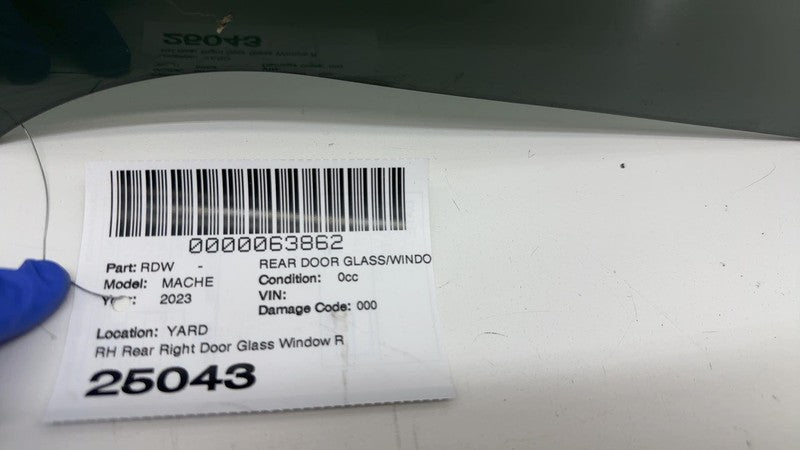 0000063862
Part: RDW - REAR DOOR GLASS/WINDO
Model: MACHE Condition: 0cc
Year: 2023 VIN:
Damage Code: 000
Location: YARD
RH Rear Right Door Glass Window R
25043